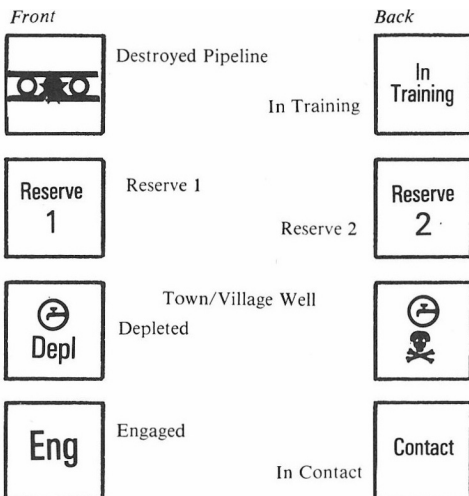 Front
Back
Destroyed Pipeline
In
Training
In Training
Reserve
1
Reserve 1
Reserve 2
Reserve
2
Town/Village Well
Depl
Depleted
Eng
Engaged
In Contact
Contact